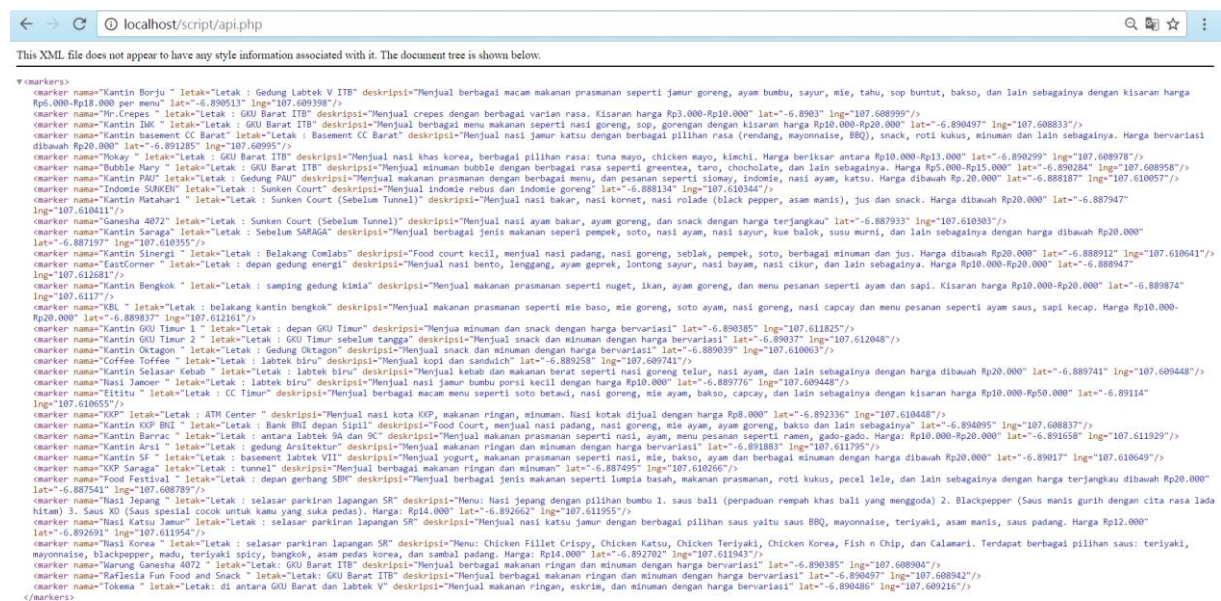 localhost/script/api.php
This XML file does not appear to have any style information associated with it. The document tree is shown below.
▼<markers>
<marker nama="Kantin Borju " letak="Letak : Gedung Labtek V ITB" deskripsi="Menjual berbagai macam makanan prasmanan seperti jamur goreng, ayam bumbu, sayur, mie, tahu, sop buntut, bakso, dan lain sebagainya dengan kisaran harga
Rp6.000-Rp18.000 per menu" lat="-6.890513" lng="107.609398"/>
<marker nama="Mr.Crepes " letak="Letak : GKU Barat ITB" deskripsi="Menjual crepes dengan berbagai varian rasa. Kisaran harga Rp3.000-Rp10.000" lat="-6.8903" lng="107.608999"/>
<marker nama="Kantin IWK " letak="Letak : GKU Barat ITB" deskripsi="Menjual berbagai menu makanan seperti nasi goreng, sop, gorengan dengan kisaran harga Rp10.000-Rp20.000" lat="-6.890497" lng="107.608833"/>
<marker nama="Kantin basement CC Barat" letak="Letak : Basement CC Barat" deskripsi="Menjual nasi jamur katsu dengan berbagai pilihan rasa (rendang, mayonnaise, BBQ), snack, roti kukus, minuman dan lain sebagainya. Harga bervariasi
dibawah Rp20.000" lat="-6.891285" lng="107.60995"/>
<marker nama="Mokay " letak="Letak : GKU Barat ITB" deskripsi="Menjual nasi khas korea, berbagai pilihan rasa: tuna mayo, chicken mayo, kimchi. Harga beriksar antara Rp10.000-Rp13.000" lat="-6.890299" lng="107.608978"/>
<marker nama="Bubble Mary " letak="Letak : GKU Barat ITB" deskripsi="Menjual minuman bubble dengan berbagai rasa seperti greentea, taro, chocholate, dan lain sebagainya. Harga Rp5.000-Rp15.000" lat="-6.890284" lng="107.608958"/>
<marker nama="Kantin PAU" letak="Letak : Gedung PAU" deskripsi="Menjual makanan prasmanan dengan berbagai menu, dan pesanan seperti siomay, indomie, nasi ayam, katsu. Harga dibawah Rp.20.000" lat="-6.888187" lng="107.610057"/>
<marker nama="Indomie SUNKEN" letak="Letak : Sunken Court" deskripsi="Menjual indomie rebus dan indomie goreng" lat="-6.888134" lng="107.610344"/>
<marker nama="Kantin Matahari " letak="Letak : Sunken Court (Sebelum Tunnel)" deskripsi="Menjual nasi bakar, nasi kornet, nasi rolade (black pepper, asam manis), jus dan snack. Harga dibawah Rp20.000" lat="-6.887947"
lng="107.610411"/>
<marker nama="Ganesha 4072" letak="Letak : Sunken Court (Sebelum Tunnel)" deskripsi="Menjual nasi ayam bakar, ayam goreng, dan snack dengan harga terjangkau" lat="-6.887933" lng="107.610303"/>
<marker nama="Kantin Saraga" letak="Letak : Sebelum SARAGA" deskripsi="Menjual berbagai jenis makanan seperi pempek, soto, nasi ayam, nasi sayur, kue balok, susu murni, dan lain sebagainya dengan harga dibawah Rp.20.000"
lat="-6.887197" lng="107.610355"/>
<marker nama="Kantin Sinergi " letak="Letak : Belakang Comlabs" deskripsi="Food court kecil, menjual nasi padang, nasi goreng, seblak, pempek, soto, berbagai minuman dan jus. Harga dibawah Rp20.000" lat="-6.888912" lng="107.610641"/>
<marker nama="EastCorner " letak="Letak : depan gedung energi" deskripsi="Menjual nasi bento, lenggang, ayam geprek, lontong sayur, nasi bayam, nasi cikur, dan lain sebagainya. Harga Rp10.000-Rp20.000" lat="-6.888947"
lng="107.612681"/>
<marker nama="Kantin Bengkok" letak="Letak : samping gedung kimia" deskripsi="Menjual makanan prasmanan seperti nuget, ikan, ayam goreng, dan menu pesanan seperti ayam dan sapi. Kisaran harga Rp10.000-Rp20.000" lat="-6.889874"
lng="107.6117"/>
<marker nama="KBL " letak="Letak : belakang kantin bengkok" deskripsi="Menjual makanan prasmanan seperti mie baso, mie goreng, soto ayam, nasi goreng, nasi capcay dan menu pesanan seperti ayam saus, sapi kecap. Harga Rp10.000-
Rp20.000" lat="-6.889837" lng="107.612161"/>
<marker nama="Kantin GKU Timur 1 " letak="Letak : depan GKU Timur" deskripsi="Menjua minuman dan snack dengan harga bervariasi" lat="-6.890385" lng="107.611825"/>
<marker nama="Kantin GKU Timur 2 " letak="Letak : GKU Timur sebelum tangga" deskripsi="Menjual snack dan minuman dengan harga bervariasi" lat="-6.89037" lng="107.612048"/>
<marker nama="Kantin Oktagon " letak="Letak : Gedung Oktagon" deskripsi="Menjual snack dan minuman dengan harga bervariasi" lat="-6.889039" lng="107.610063"/>
<marker nama="Coffee Toffee " letak="Letak : labtek biru" deskripsi="Menjual kopi dan sandwich" lat="-6.889258" lng="107.609741"/>
<marker nama="Kantin Selasar Kebab " letak="Letak : labtek biru" deskripsi="Menjual kebab dan makanan berat seperti nasi goreng telur, nasi ayam, dan lain sebagainya dengan harga dibawah Rp20.000" lat="-6.889741" lng="107.609448"/>
<marker nama="Nasi Jamoer " letak="Letak : labtek biru" deskripsi="Menjual nasi jamur bumbu porsi kecil dengan harga Rp10.000" lat="-6.889776" lng="107.609448"/>
<marker nama="Eititu " letak="Letak : CC Timur" deskripsi="Menjual berbagai macam menu seperti soto betawi, nasi goreng, mie ayam, bakso, capcay, dan lain sebagainya dengan kisaran harga Rp10.000-Rp50.000" lat="-6.89114"
lng="107.610655"/>
<marker nama="KKP" letak="Letak : ATM Center " deskripsi="Menjual nasi kota KKP, makanan ringan, minuman. Nasi kotak dijual dengan harga Rp8.000" lat="-6.892336" lng="107.610448"/>
<marker nama="Kantin KKP BNI " letak="Letak : Bank BNI depan Sipil" deskripsi="Food Court, menjual nasi padang, nasi goreng, mie ayam, ayam goreng, bakso dan lain sebagainya" lat="-6.894095" lng="107.608837"/>
<marker nama="Kantin Barrac " letak="Letak : antara labtek 9A dan 9C" deskripsi="Menjual makanan prasmanan seperti nasi, ayam, menu pesanan seperti ramen, gado-gado. Harga: Rp10.000-Rp20.000" lat="-6.891658" lng="107.611929"/>
<marker nama="Kantin Arsi " letak="Letak : gedung Arsitektur" deskripsi="Menjual makanan ringan dan minuman dengan harga bervariasi" lat="-6.891883" lng="107.611795"/>
<marker nama="Kantin SF " letak="Letak : basement labtek VII" deskripsi="Menjual yogurt, makanan prasmanan seperti nasi, mie, bakso, ayam dan berbagai minuman dengan harga dibawah Rp20.000" lat="-6.89017" lng="107.610649"/>
<marker nama="KKP Saraga" letak="Letak : tunnel" deskripsi="Menjual berbagai makanan ringan dan minuman" lat="-6.887495" lng="107.610266"/>
<marker nama="Food Festival " letak="Letak : depan gerbang SBM" deskripsi="Menjual berbagai jenis makanan seperti lumpia basah, makanan prasmanan, roti kukus, pecel lele, dan lain sebagainya dengan harga terjangkau dibawah Rp20.000"
lat="-6.887541" lng="107.608789"/>
<marker nama="Nasi Jepang " letak="Letak : selasar parkiran lapangan SR" deskripsi="Menu: Nasi jepang dengan pilihan bumbu 1. saus bali (perpaduan rempah khas bali yang menggoda) 2. Blackpepper (Saus manis gurih dengan cita rasa lada
hitam) 3. Saus XO (Saus spesial cocok untuk kamu yang suka pedas). Harga: Rp14.000" lat="-6.892662" lng="107.611955"/>
<marker nama="Nasi Katsu Jamur" letak="Letak : selasar parkiran lapangan SR" deskripsi="Menjual nasi katsu jamur dengan berbagai pilihan saus yaitu saus BBQ, mayonnaise, teriyaki, asam manis, saus padang. Harga Rp12.000"
lat="-6.892691" lng="107.611954"/>
<marker nama="Nasi Korea " letak="Letak : selasar parkiran lapangan SR" deskripsi="Menu: Chicken Fillet Crispy, Chicken Katsu, Chicken Teriyaki, Chicken Korea, Fish n Chip, dan Calamari. Terdapat berbagai pilihan saus: teriyaki,
mayonnaise, blackpepper, madu, teriyaki spicy, bangkok, asam pedas korea, dan sambal padang. Harga: Rp14.000" lat="-6.892702" lng="107.611943"/>
<marker nama="Warung Ganesha 4072 " letak="Letak: GKU Barat ITB" deskripsi="Menjual berbagai makanan ringan dan minuman dengan harga bervariasi" lat="-6.890385" lng="107.608904"/>
<marker nama="Raflesia Fun Food and Snack " letak="Letak: GKU Barat ITB" deskripsi="Menjual berbagai makanan ringan dan minuman dengan harga bervariasi" lat="-6.890497" lng="107.608942"/>
<marker nama="Tokema " letak="Letak: di antara GKU Barat dan labtek V" deskripsi="Menjual makanan ringan, eskrim, dan minuman dengan harga bervariasi" lat="-6.890486" lng="107.609216"/>
</markers>